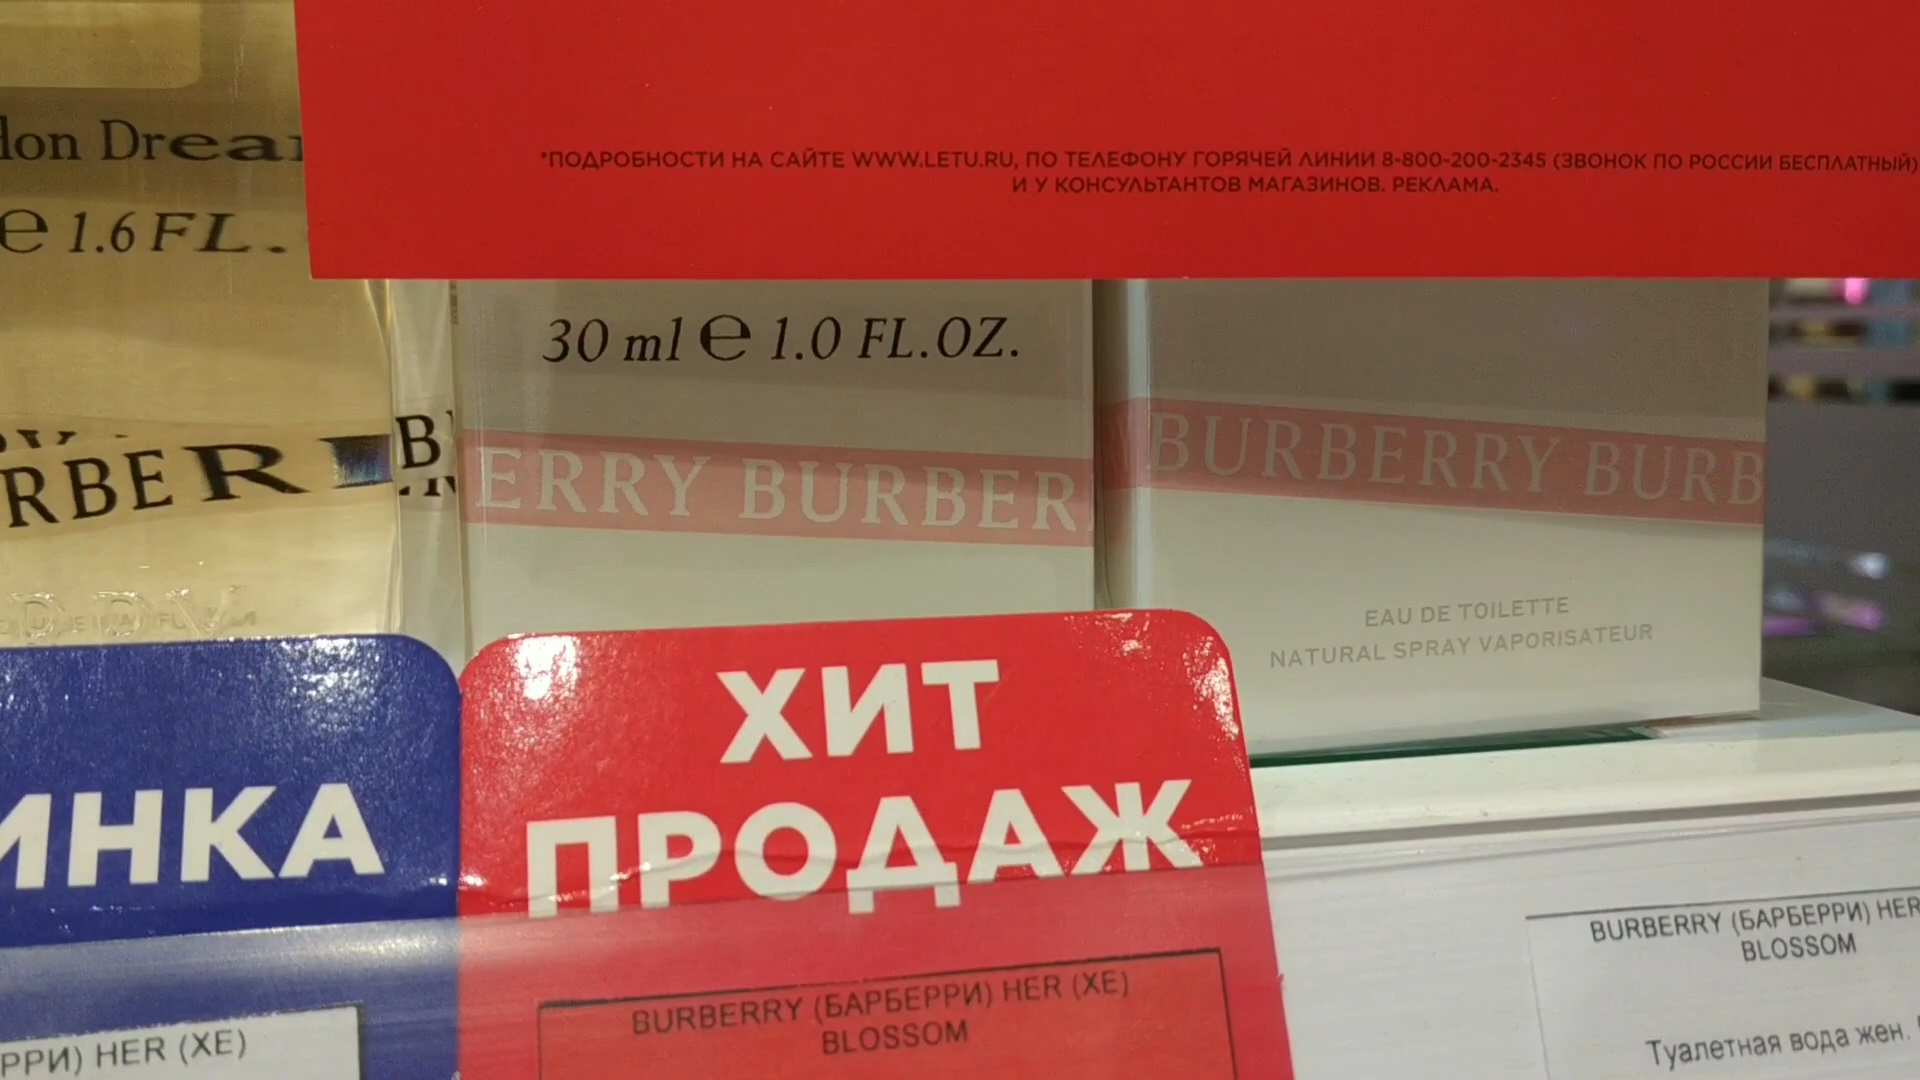 *ПОДРОБНОСТИ НА САЙТЕ WWW.LETU.RU, ПО ТЕЛЕФОНУ ГОРЯЧЕЙ ЛИНИИ 8-800-200-2345 (ЗВОНОК ПО РОССИИ БЕСПЛАТНЫЙ)
И У КОНСУЛЬТАНТОВ МАГАЗИНОВ. РЕКЛАМА.
don Drea
e 1.6 FL.
RBER
B
30 ml e 1.0 FL.OZ.
ERRY BURBER
BURBERRY BURB
EAU DE TOILETTE
NATURAL SPRAY VAPORISATEUR
ИНКА
ХИТ
ПРОДАЖ
РРИ) HER (ХЕ)
BURBERRY (БАРБЕРРИ) HER (ХЕ)
BLOSSOM
BURBERRY (БАРБЕРРИ) HER
BLOSSOM
Туалетная вода жен.